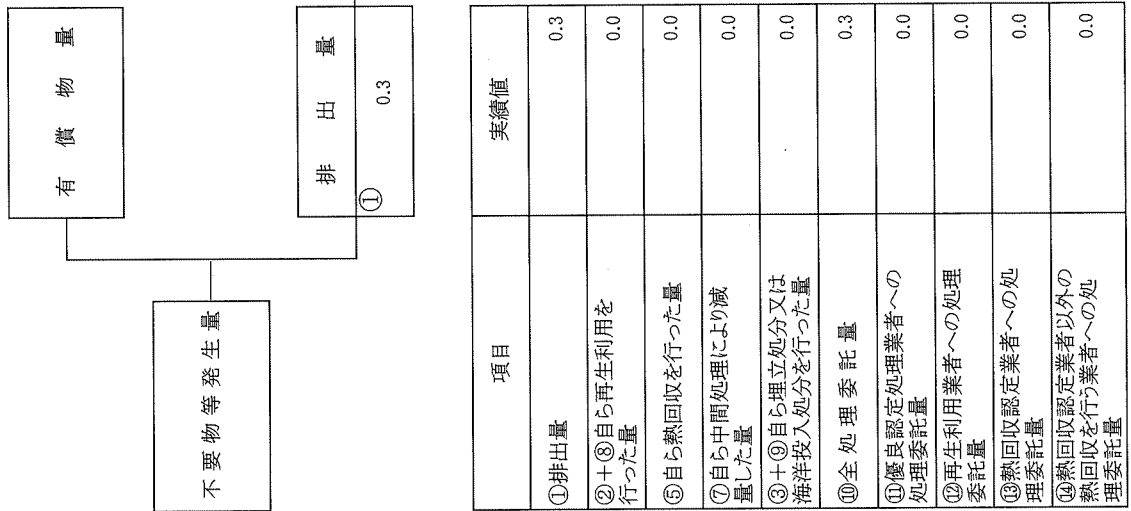 有償物量
不要物等発生量
排出量
①
0.3
項目
実績値
①排出量
0.3
②+⑧自ら再生利用を
行った量
0.0
⑤自ら熱回収を行った量
0.0
⑦自ら中間処理により減
量した量
0.0
③+⑨自ら埋立処分又は
海洋投入処分を行った量
0.0
⑩全処理委託量
0.3
⑪優良認定処理業者への
処理委託量
0.0
⑫再生利用業者への処理
委託量
0.0
⑬熱回収認定業者への処
理委託量
0.0
⑭熱回収認定業者以外の
熱回収を行う業者への処
理委託量
0.0